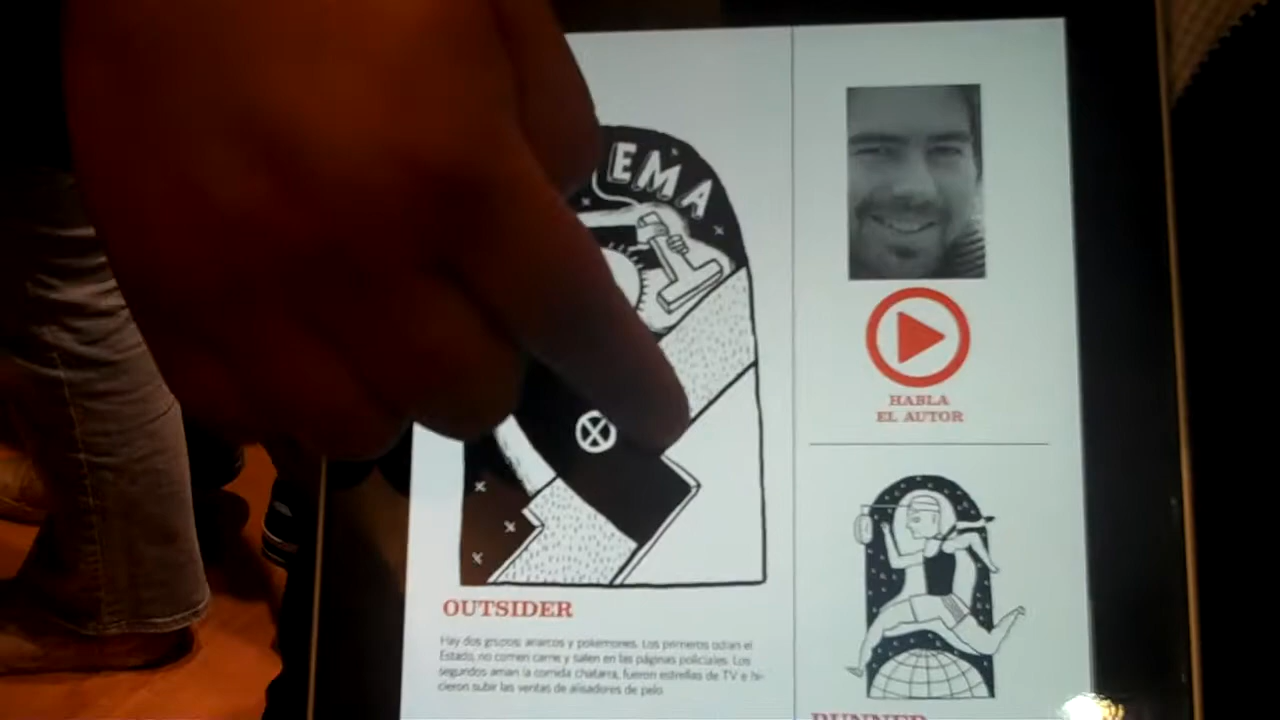 EMA
HABLA
EL AUTOR
OUTSIDER
Hay dos grupos: anarcos y pokemones. Los primeros odian el
Estado, no comen carne y salen en las páginas policiales. Los
segundos aman la comida chatarra, fueron estrellas de TV e hi-
cieron subir las ventas de alisadores de pelo.
RUNNER